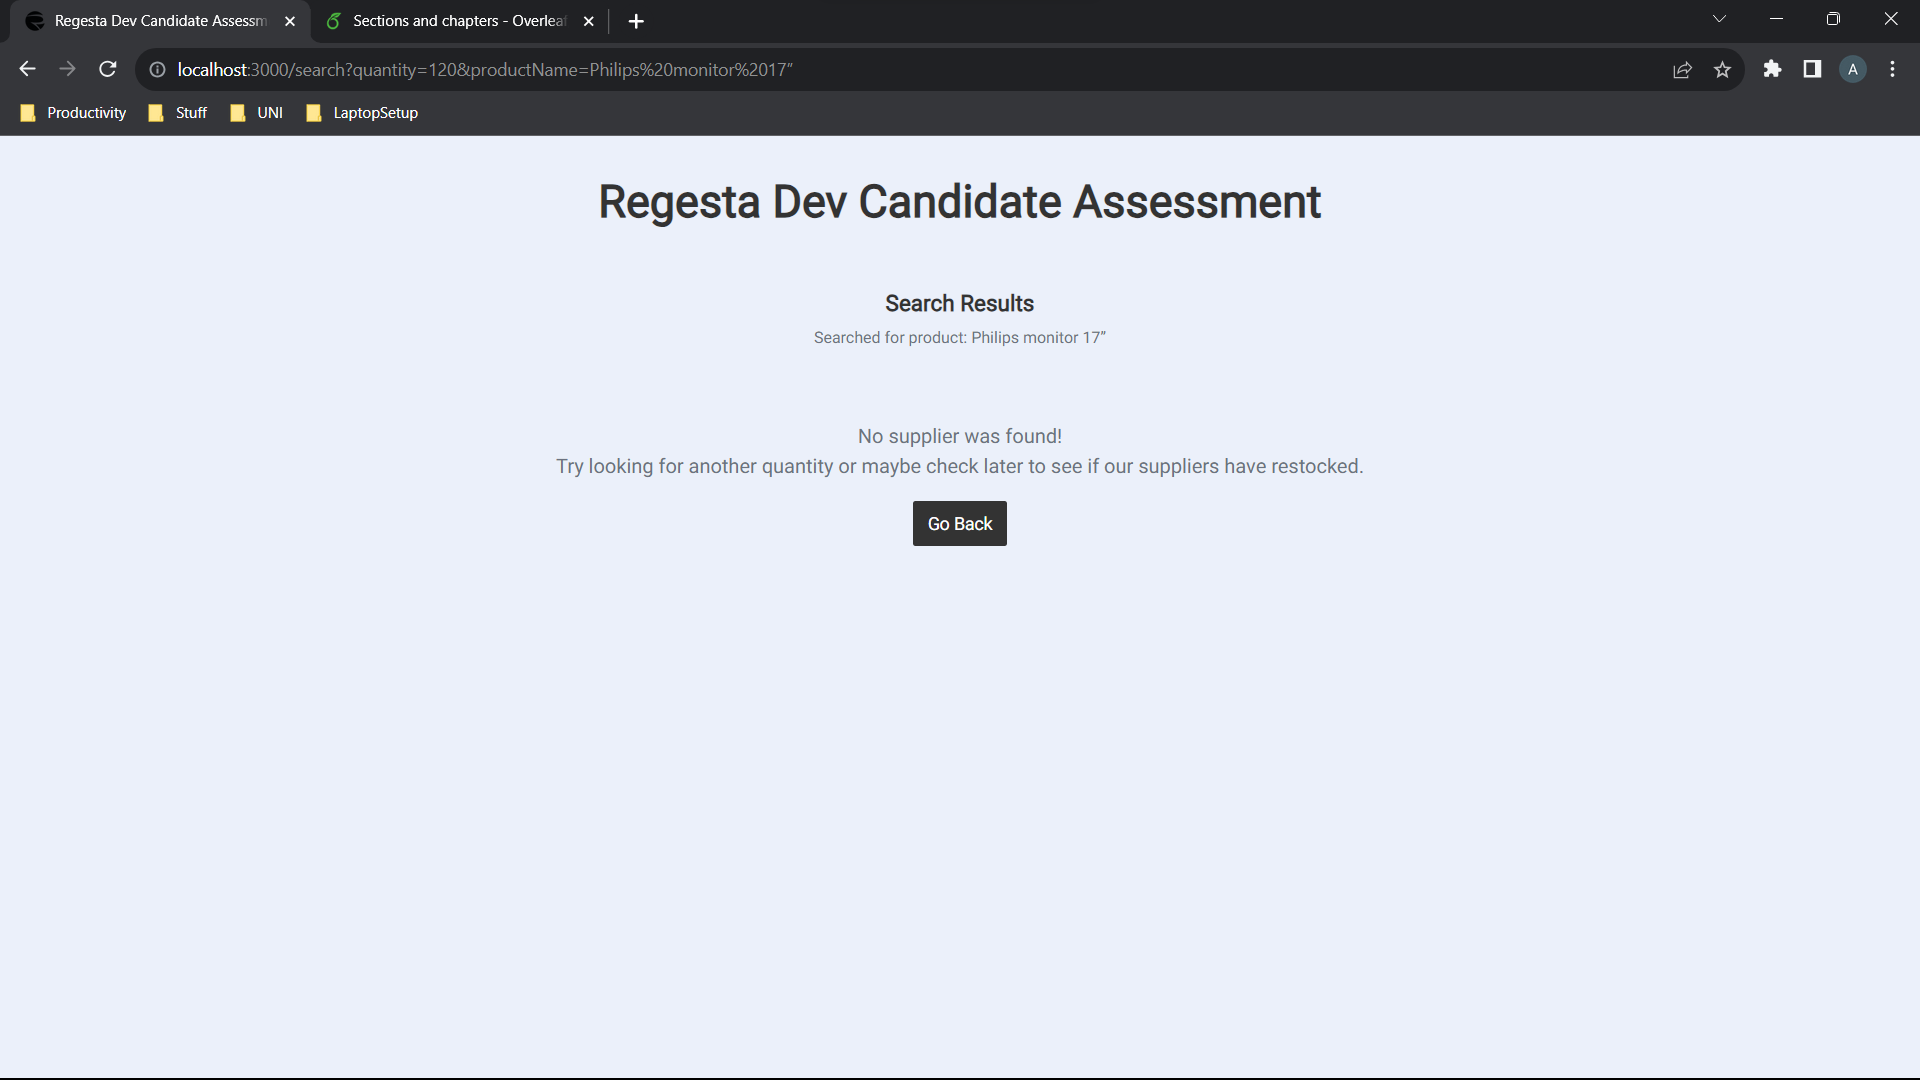 Regesta Dev Candidate Assessm
Sections and chapters - Overleaf
localhost:3000/search?quantity=120&productName=Philips%20monitor%2017”
A
Productivity
Stuff
UNI
LaptopSetup
Regesta Dev Candidate Assessment
Search Results
Searched for product: Philips monitor 17”
No supplier was found!
Try looking for another quantity or maybe check later to see if our suppliers have restocked.
Go Back